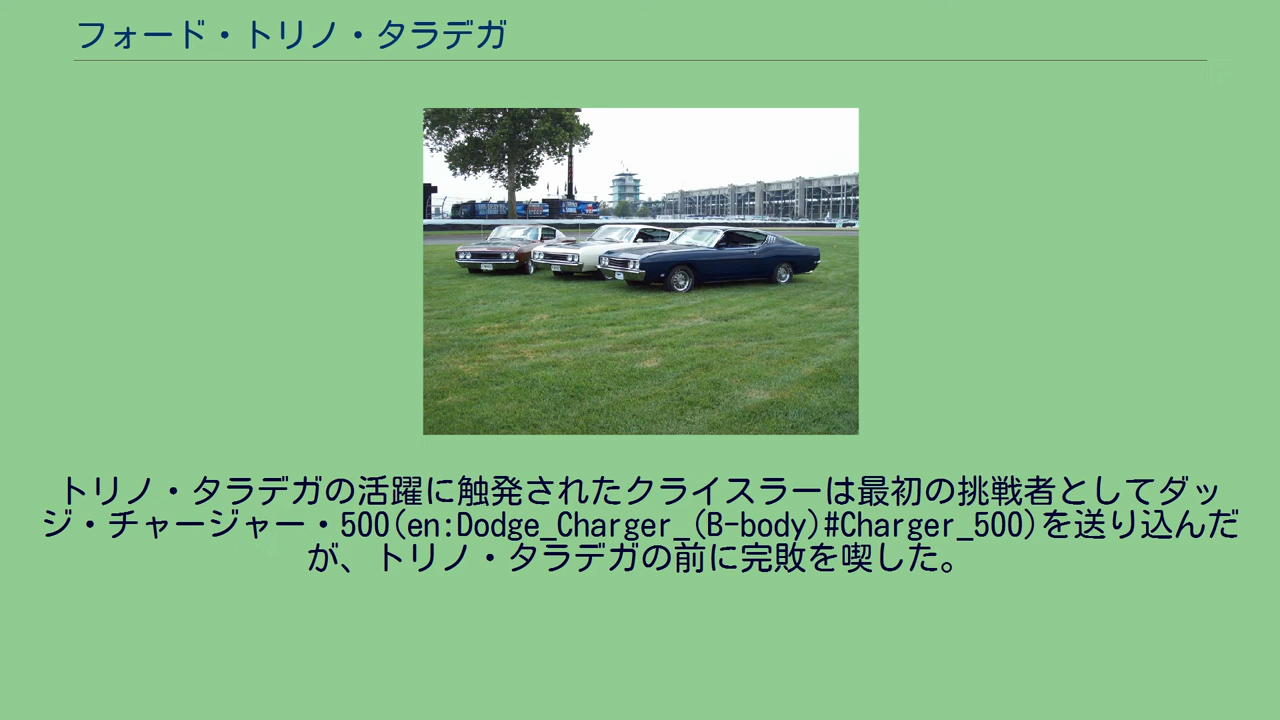 フォード・トリノ・タラデガ
トリノ・タラデガの活躍に触発されたクライスラーは最初の挑戦者としてダッ
ジ・チャージャー・500(en:Dodge_Charger_(B-body)#Charger_500)を送り込んだ
が、トリノ・タラデガの前に完敗を喫した。